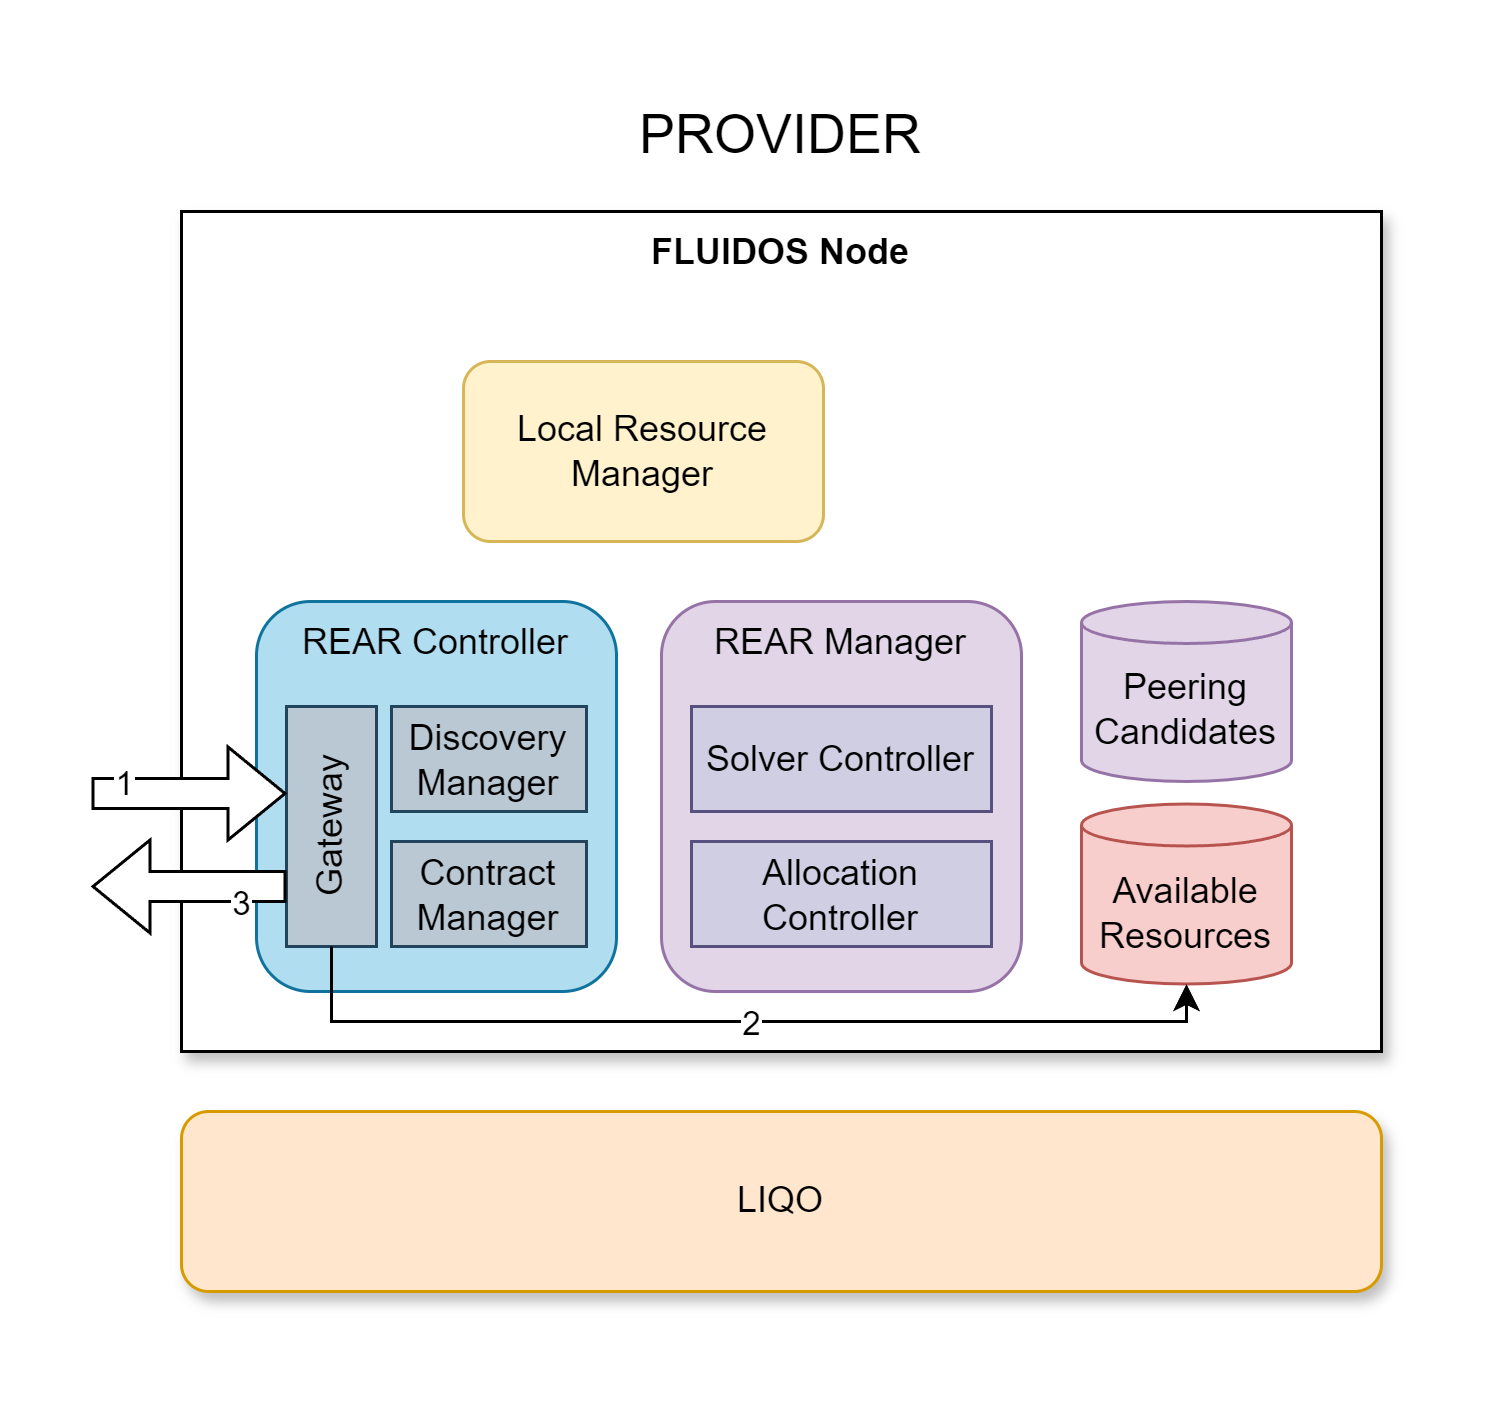 PROVIDER
FLUIDOS Node
Local Resource
Manager
REAR Controller
Gateway
Discovery
Manager
Contract
Manager
REAR Manager
Solver Controller
Allocation
Controller
Peering
Candidates
Available
Resources
1
3
2
LIQO